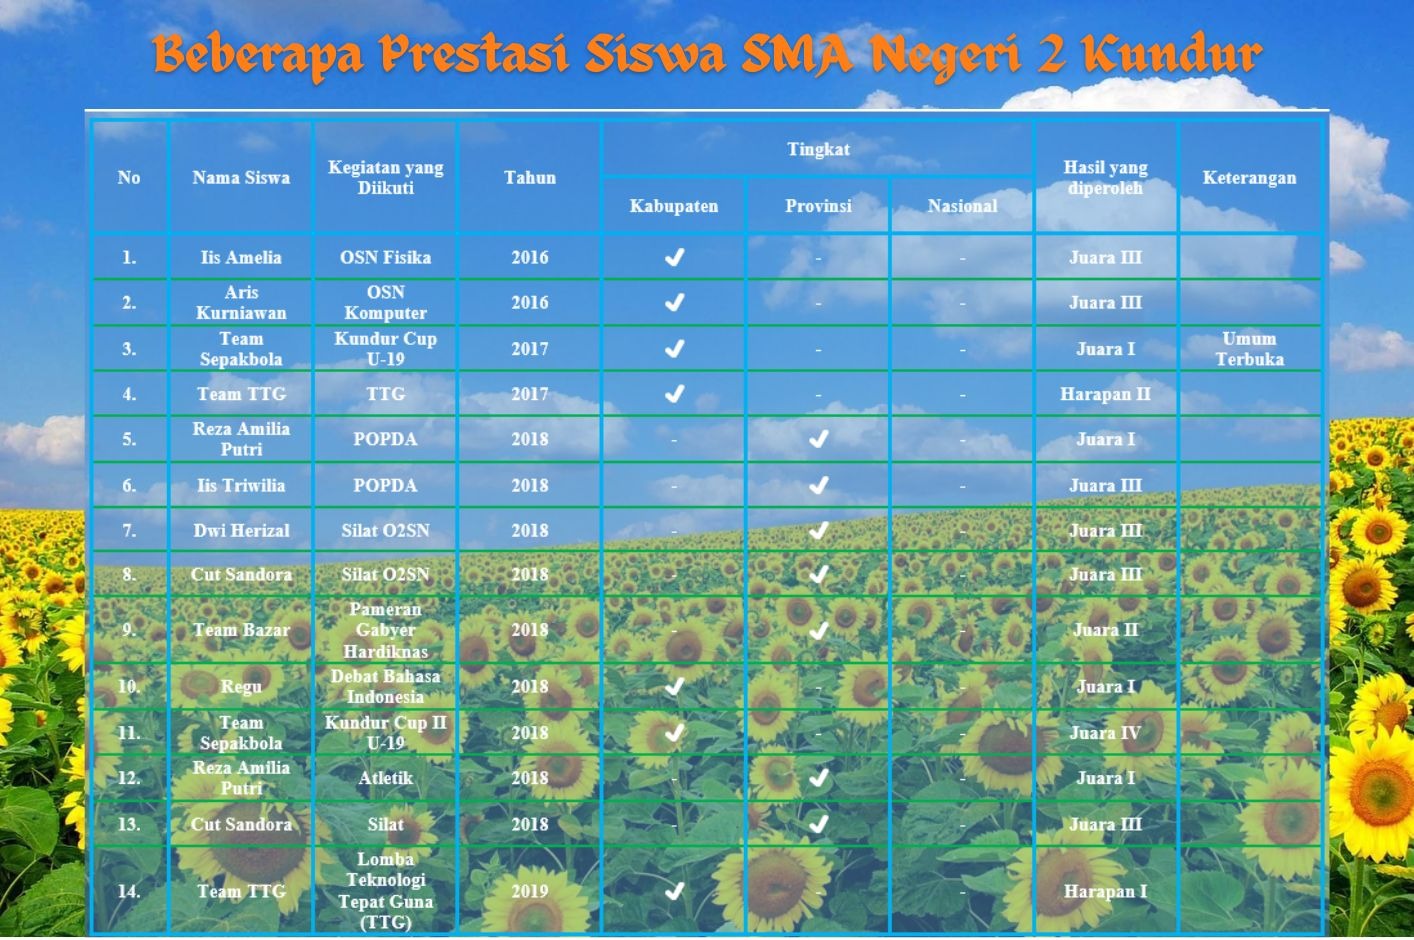 Beberapa Prestasi Siswa SMA Negeri 2 Kundur
No Nama Siswa Kegiatan yang Diikuti Tahun Tingkat Hasil yang diperoleh Keterangan
Kabupaten Provinsi Nasional
1. Iis Amelia OSN Fisika 2016 ✔ - - Juara III
2. Aris Kurniawan OSN Komputer 2016 ✔ - - Juara III
3. Team Sepakbola Kundur Cup U-19 2017 ✔ - - Juara I Umum Terbuka
4. Team TTG TTG 2017 ✔ - - Harapan II
5. Reza Amilia Putri POPDA 2018 - ✔ - Juara I
6. Iis Triwilia POPDA 2018 - ✔ - Juara III
7. Dwi Herizal Silat O2SN 2018 - ✔ - Juara III
8. Cut Sandora Silat O2SN 2018 - ✔ - Juara III
9. Team Bazar Pameran Gabyer Hardiknas 2018 - ✔ - Juara II
10. Regu Debat Bahasa Indonesia 2018 ✔ - - Juara I
11. Team Sepakbola Kundur Cup II U-19 2018 ✔ - - Juara IV
12. Reza Amilia Putri Atletik 2018 - ✔ - Juara I
13. Cut Sandora Silat 2018 - ✔ - Juara III
14. Team TTG Lomba Teknologi Tepat Guna (TTG) 2019 ✔ - - Harapan I